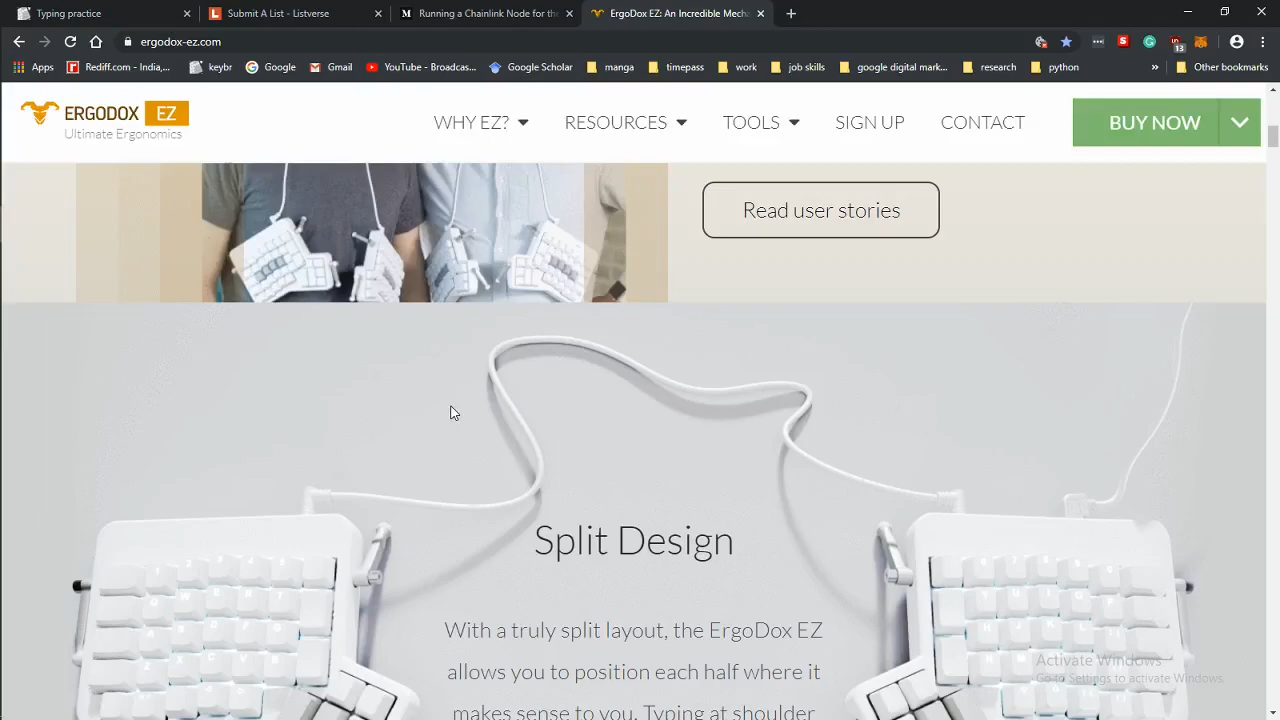 Typing practice
Submit A List - Listverse
Running a Chainlink Node for the
ErgoDox EZ: An Incredible Mecha
ergodox-ez.com
13
Apps
Rediff.com - India,...
keybr
Google
Gmail
YouTube - Broadcas...
Google Scholar
manga
timepass
work
job skills
google digital mark...
research
python
»
Other bookmarks
ERGODOX EZ
Ultimate Ergonomics
WHY EZ?
RESOURCES
TOOLS
SIGN UP
CONTACT
BUY NOW
Read user stories
Split Design
With a truly split layout, the ErgoDox EZ
allows you to position each half where it
makes sense to you. Typing at shoulder
Activate Windows
Go to Settings to activate Windows.